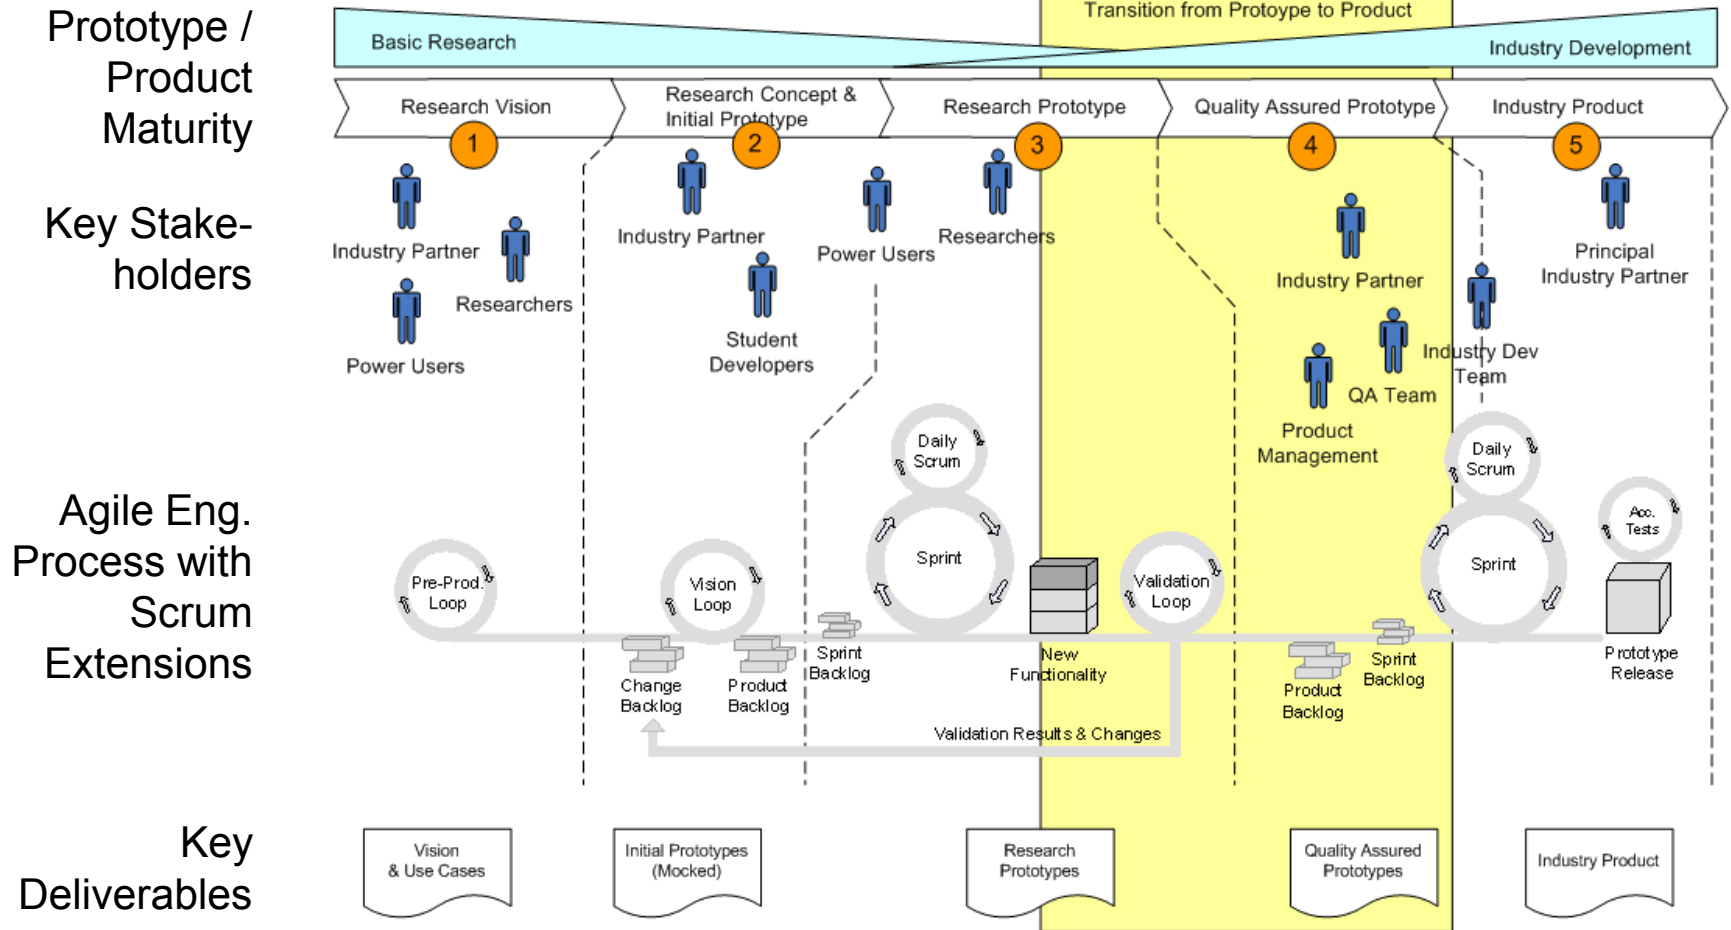 Prototype /
Product
Maturity
Transition from Protoype to Product
Basic Research
Industry Development
Research Vision
Research Concept &
Initial Prototype
Research Prototype
Quality Assured Prototype
Industry Product
1
2
3
4
5
Key Stake-
holders
Industry Partner
Researchers
Power Users
Industry Partner
Student
Developers
Power Users
Researchers
Industry Partner
Product
Management
QA Team
Industry Dev
Team
Principal
Industry Partner
Agile Eng.
Process with
Scrum
Extensions
Pre-Prod.
Loop
Vision
Loop
Change
Backlog
Product
Backlog
Sprint
Backlog
Daily
Scrum
Sprint
New
Functionality
Validation
Loop
Validation Results & Changes
Product
Backlog
Sprint
Backlog
Daily
Scrum
Sprint
Acc.
Tests
Prototype
Release
Key
Deliverables
Vision
& Use Cases
Initial Prototypes
(Mocked)
Research
Prototypes
Quality Assured
Prototypes
Industry Product